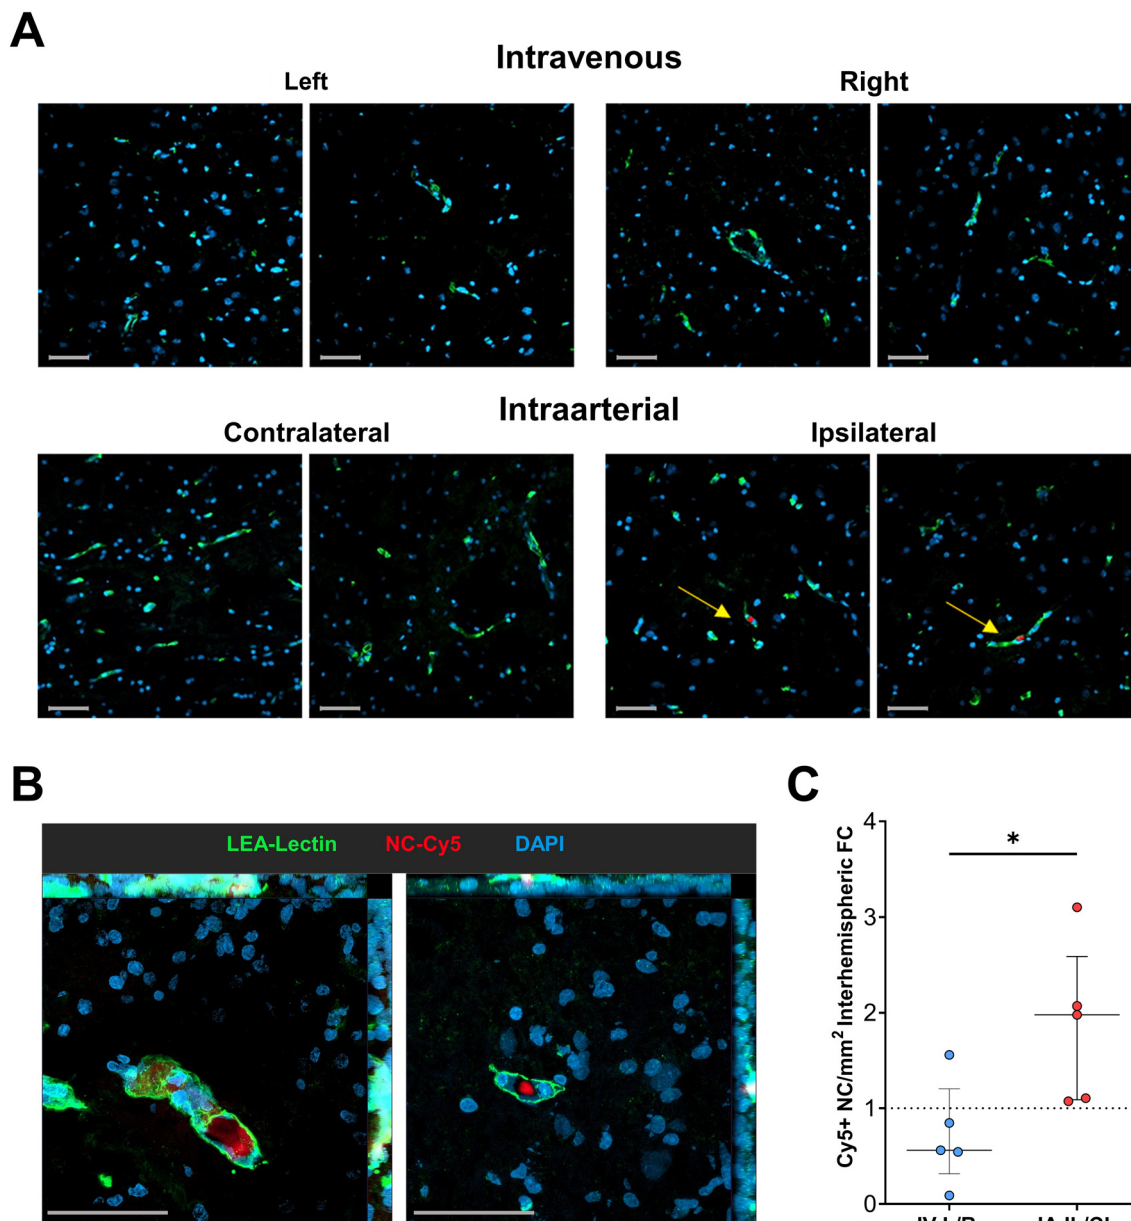 A
Intravenous
Left Right
Intraarterial
Contralateral Ipsilateral
B
LEA-Lectin NC-Cy5 DAPI
C
Cy5+ NC/mm² Interhemispheric FC
4
*
3
2
1
0